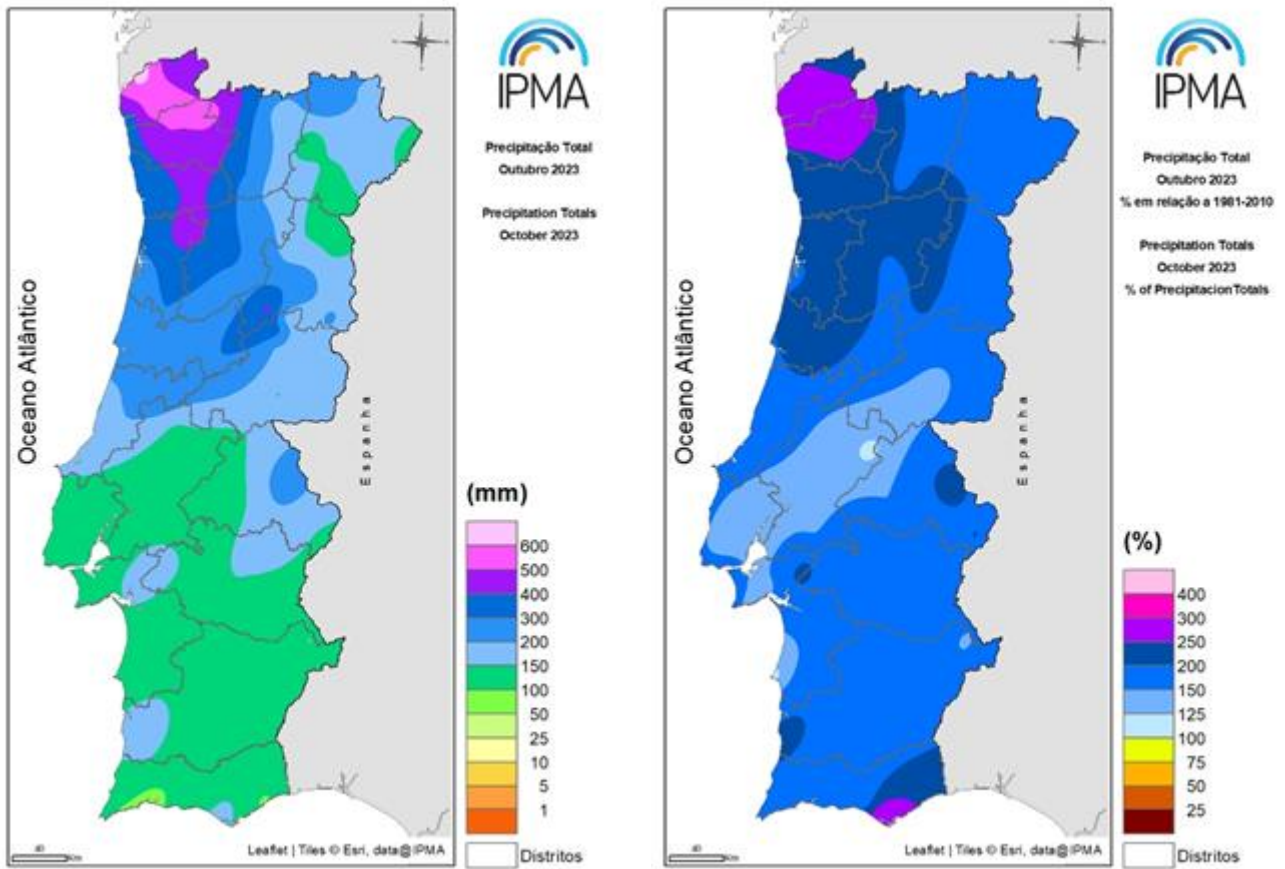 IPMA
Precipitação Total
Outubro 2023
Precipitation Totals
October 2023
Oceano Atlântico
Espanha
(mm)
600
500
400
300
200
150
100
50
25
10
5
1
Distritos
Leaflet | Tiles © Esri, data@IPMA
IPMA
Precipitação Total
Outubro 2023
% em relação a 1981-2010
Precipitation Totals
October 2023
% of PrecipitacionTotals
Oceano Atlântico
Espanha
(%)
400
300
250
200
150
125
100
75
50
25
Distritos
Leaflet | Tiles © Esri, data@IPMA